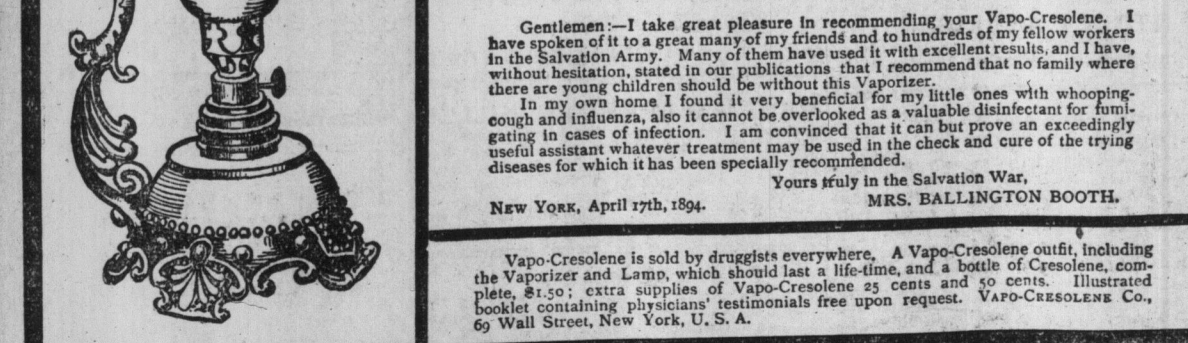 Gentlemen:—I take great pleasure in recommending your Vapo-Cresolene. I
have spoken of it to a great many of my friends and to hundreds of my fellow workers
in the Salvation Army. Many of them have used it with excellent results, and I have,
without hesitation, stated in our publications that I recommend that no family where
there are young children should be without this Vaporizer.
In my own home I found it very beneficial for my little ones with whooping-
cough and influenza, also it cannot be overlooked as a valuable disinfectant for fumi-
gating in cases of infection. I am convinced that it can but prove an exceedingly
useful assistant whatever treatment may be used in the check and cure of the trying
diseases for which it has been specially recommended.
Yours truly in the Salvation War,
NEW YORK, April 17th, 1894. MRS. BALLINGTON BOOTH.
Vapo-Cresolene is sold by druggists everywhere. A Vapo-Cresolene outfit, including
the Vaporizer and Lamp, which should last a life-time, and a bottle of Cresolene, com-
plete, $1.50; extra supplies of Vapo-Cresolene 25 cents and 50 cents. Illustrated
booklet containing physicians' testimonials free upon request. VAPO-CRESOLENE CO.,
69 Wall Street, New York, U. S. A.